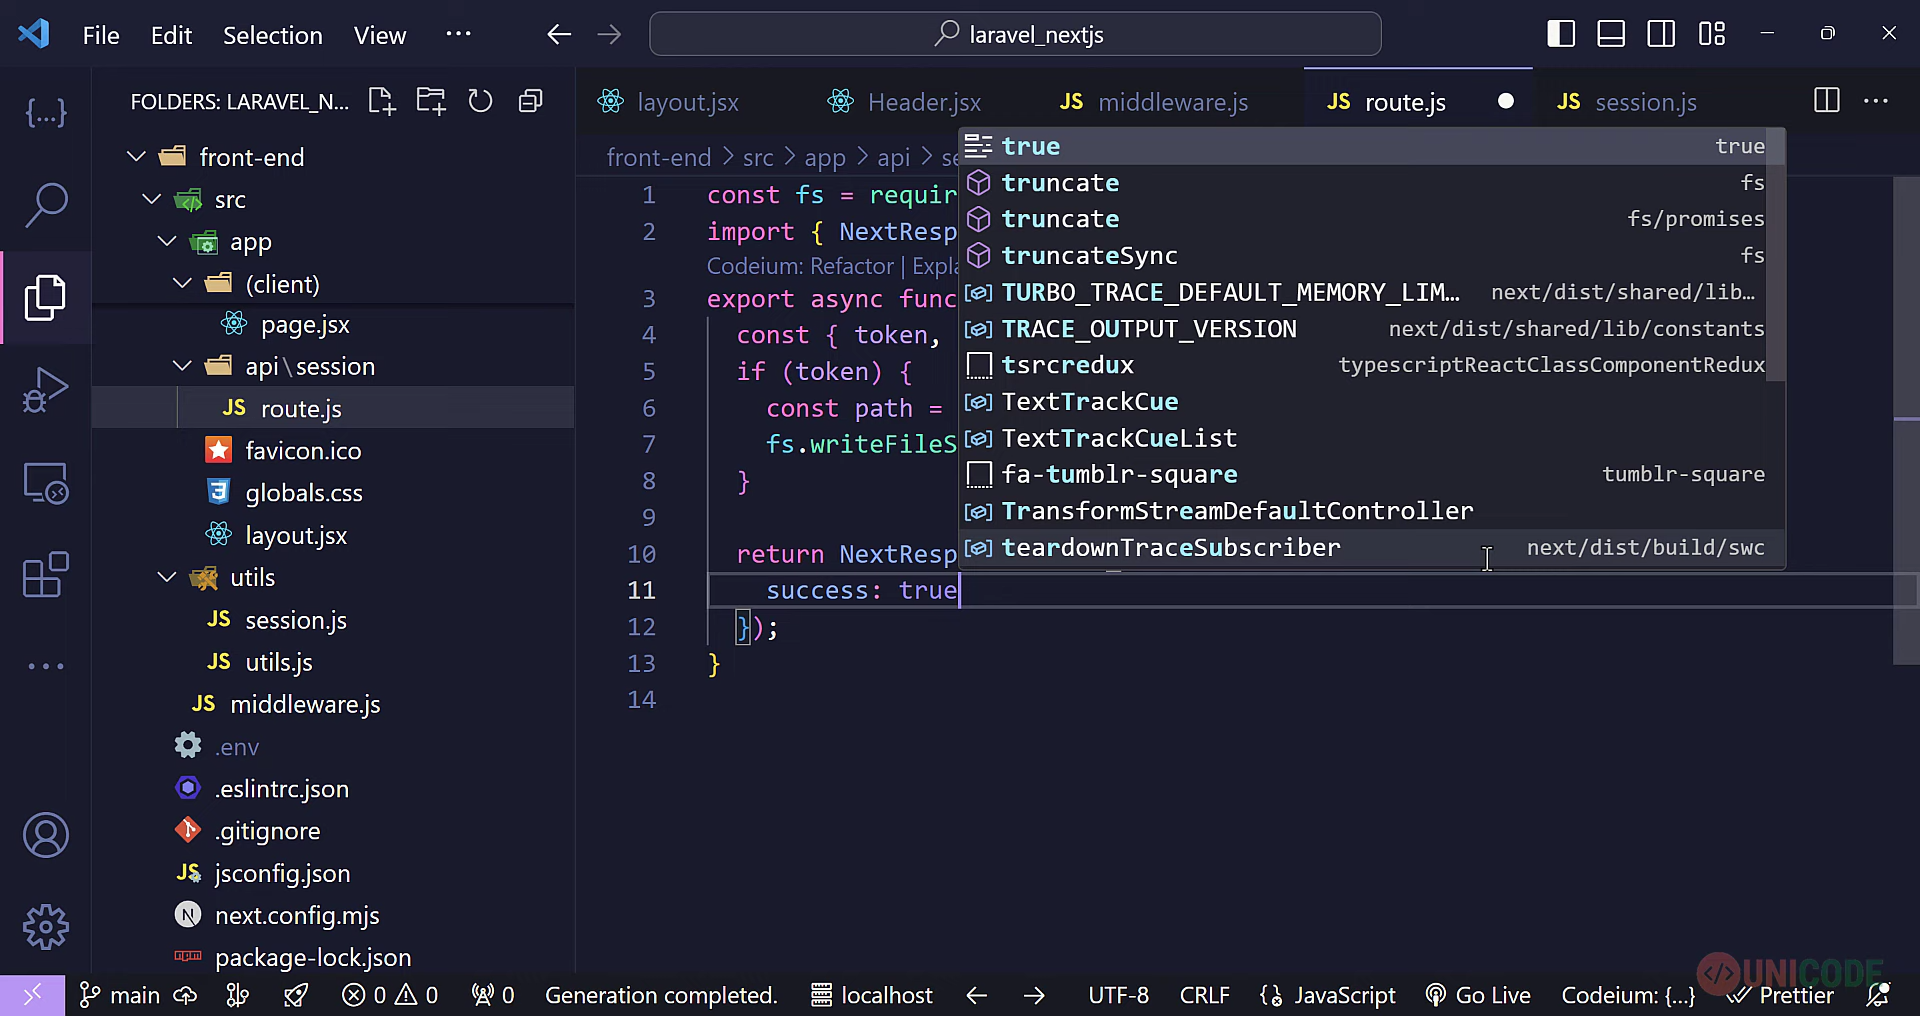 File Edit Selection View ··· laravel_nextjs
FOLDERS: LARAVEL_N...
front-end
src
app
(client)
page.jsx
api\session
route.js
favicon.ico
globals.css
layout.jsx
utils
session.js
utils.js
middleware.js
.env
.eslintrc.json
.gitignore
jsconfig.json
next.config.mjs
package-lock.json
layout.jsx Header.jsx JS middleware.js JS route.js JS session.js
front-end > src > app > api > se
1 const fs = requir
2 import { NextResp
Codeium: Refactor | Expla
3 export async func
4 const { token,
5 if (token) {
6 const path =
7 fs.writeFileS
8 }
9
10 return NextResp
11 success: true
12 });
13 }
14
true true
truncate fs
truncate fs/promises
truncateSync fs
TURBO_TRACE_DEFAULT_MEMORY_LIM… next/dist/shared/lib…
TRACE_OUTPUT_VERSION next/dist/shared/lib/constants
tsrcredux typescriptReactClassComponentRedux
TextTrackCue
TextTrackCueList
fa-tumblr-square tumblr-square
TransformStreamDefaultController
teardownTraceSubscriber next/dist/build/swc
main 0 0 0 Generation completed. localhost UTF-8 CRLF JavaScript Go Live Codeium: {...} Prettier
UNICODE